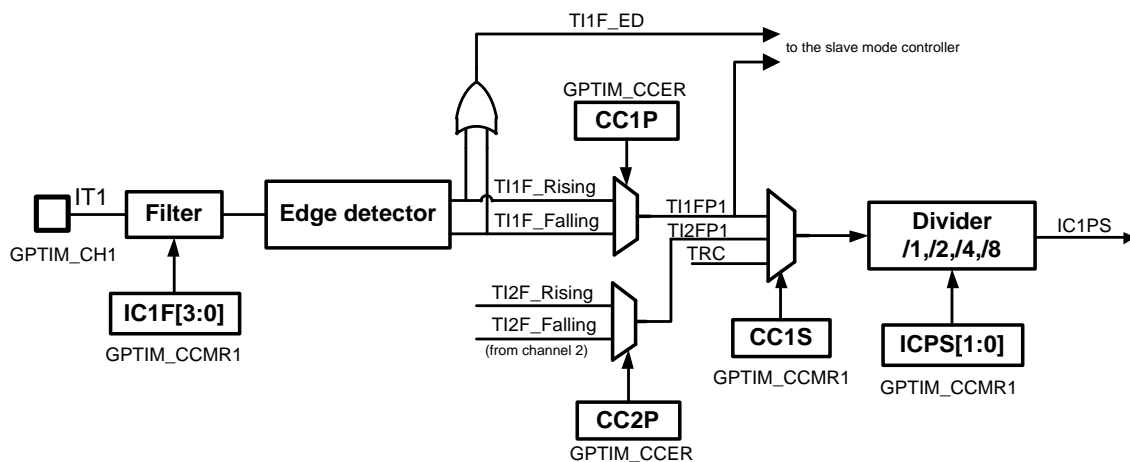 TI1F_ED
to the slave mode controller
GPTIM_CCER
CC1P
IT1
Filter
Edge detector
TI1F_Rising
TI1F_Falling
TI1FP1
TI2FP1
TRC
Divider
/1,/2,/4,/8
IC1PS
GPTIM_CH1
IC1F[3:0]
GPTIM_CCMR1
TI2F_Rising
TI2F_Falling
(from channel 2)
CC1S
GPTIM_CCMR1
ICPS[1:0]
GPTIM_CCMR1
CC2P
GPTIM_CCER